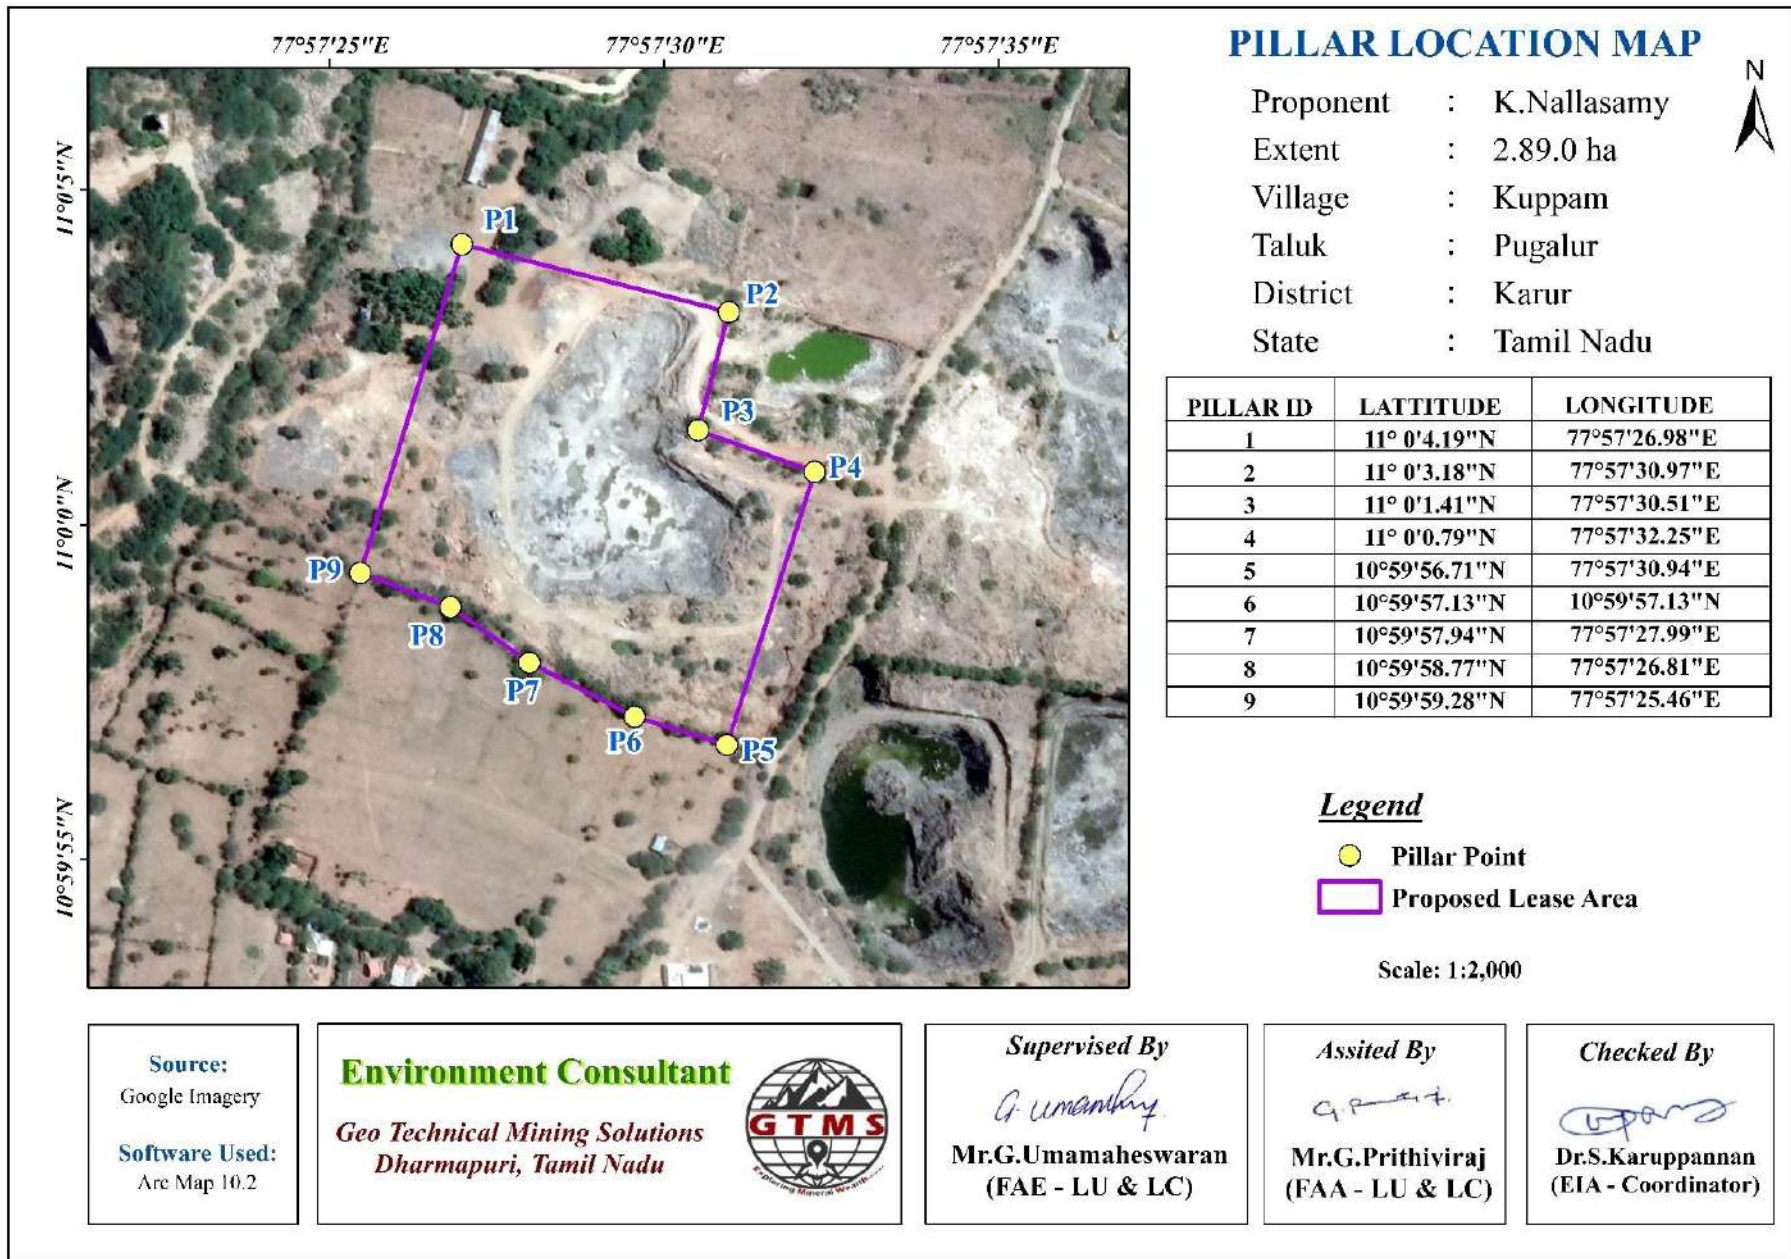 77°57'25"E 77°57'30"E 77°57'35"E
11°0'5"N
11°0'0"N
10°59'55"N
P1
P2
P3
P4
P9
P8
P7
P6
P5
PILLAR LOCATION MAP
N
Proponent : K.Nallasamy
Extent : 2.89.0 ha
Village : Kuppam
Taluk : Pugalur
District : Karur
State : Tamil Nadu
PILLAR ID LATTITUDE LONGITUDE
1 11° 0'4.19"N 77°57'26.98"E
2 11° 0'3.18"N 77°57'30.97"E
3 11° 0'1.41"N 77°57'30.51"E
4 11° 0'0.79"N 77°57'32.25"E
5 10°59'56.71"N 77°57'30.94"E
6 10°59'57.13"N 10°59'57.13"N
7 10°59'57.94"N 77°57'27.99"E
8 10°59'58.77"N 77°57'26.81"E
9 10°59'59.28"N 77°57'25.46"E
Legend
Pillar Point
Proposed Lease Area
Scale: 1:2,000
Source:
Google Imagery
Software Used:
Arc Map 10.2
Environment Consultant
Geo Technical Mining Solutions
Dharmapuri, Tamil Nadu
GTMS
Exploring Mineral Wealth.....
Supervised By
G. Umamhy.
Mr.G.Umamaheswaran
(FAE - LU & LC)
Assited By
Mr.G.Prithiviraj
(FAA - LU & LC)
Checked By
Dr.S.Karuppannan
(EIA - Coordinator)